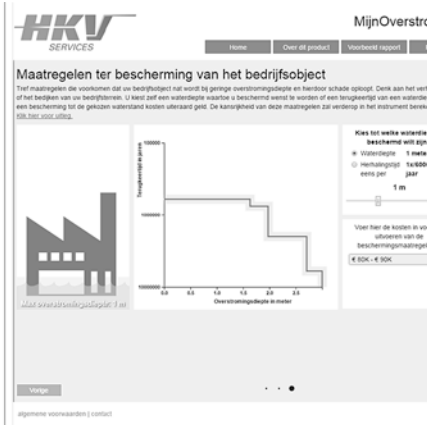 HKV
SERVICES
MijnOverstro
Home
Over dit product
Voorbeeld rapport
Maatregelen ter bescherming van het bedrijfsobject
Tref maatregelen die voorkomen dat uw bedrijfsobject nat wordt bij geringe overstromingsdiepte en hierdoor schade oploopt. Denk aan het verh
of het bedijken van uw bedrijfsterrein. U kiest zelf een waterdiepte waartoe u beschermd wenst te worden of een terugkeertijd van een waterdie
een bescherming tot de gekozen waterstand kosten uiteraard geld. De kansrijkheid van deze maatregelen zal verderop in het instrument bereke
Klik hier voor uitleg.
Max overstromingsdiepte: 1 m
Terugkeertijd in jaren
100000
1000000
10000000
0.0 0.5 1.0 1.5 2.0 2.5
Overstromingsdiepte in meter
Kies tot welke waterdie
beschermd wilt zijn
Waterdiepte 1 mete
Herhalingstijd 1x/6000
eens per jaar
1 m
Voer hier de kosten in vo
uitvoeren van de
beschermingsmaatregel
€ 80K - € 90K
Vorige
algemene voorwaarden | contact